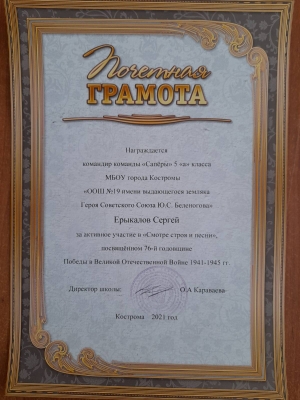 Почетная
ГРАМОТА
Награждается
командир команды «Сапёры» 5 «а» класса
МБОУ города Костромы
«ООШ №19 имени выдающегося земляка
Героя Советского Союза Ю.С. Беленогова»
Ерыкалов Сергей
за активное участие в «Смотре строя и песни»,
посвящённом 76-й годовщине
Победы в Великой Отечественной Войне 1941-1945 гг.
Директор школы: О.А Караваева
Кострома 2021 год